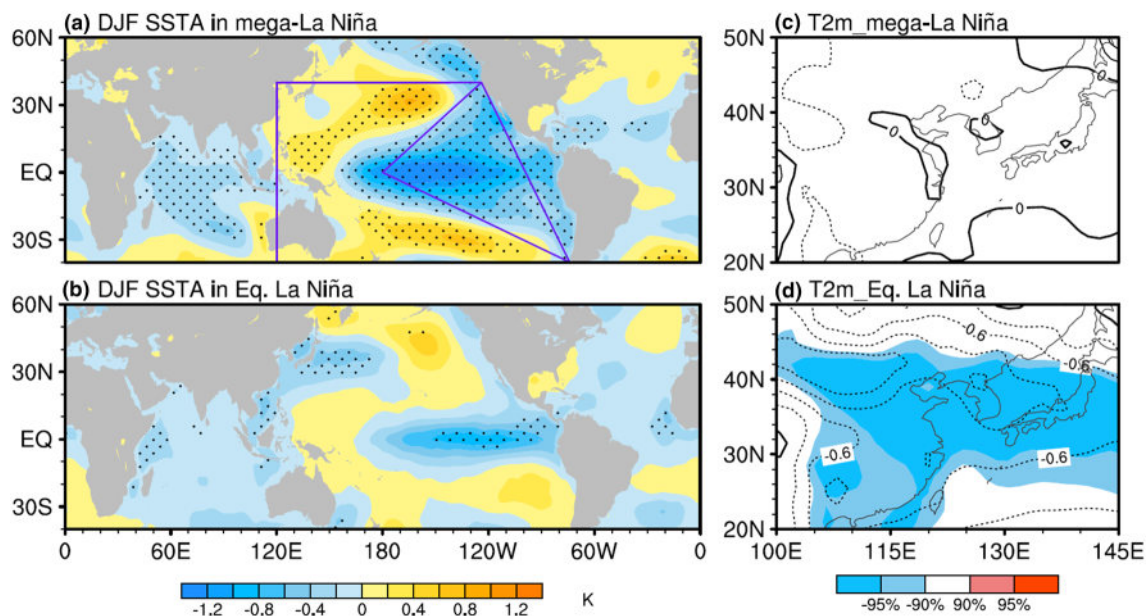 (a) DJF SSTA in mega-La Niña
60N
30N
EQ
30S
(b) DJF SSTA in Eq. La Niña
60N
30N
EQ
30S
0 60E 120E 180 120W 60W 0
-1.2 -0.8 -0.4 0 0.4 0.8 1.2 K
(c) T2m_mega-La Niña
50N
40N
30N
20N
0
0
0
0
(d) T2m_Eq. La Niña
50N
40N
30N
20N
-0.6
-0.6
-0.6
-0.6
100E 115E 130E 145E
-95% -90% 90% 95%